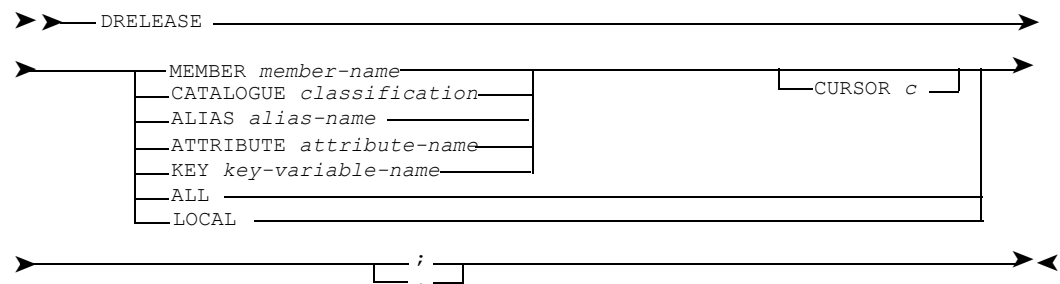 DRELEASE
MEMBER member-name
CATALOGUE classification
CURSOR c
ALIAS alias-name
ATTRIBUTE attribute-name
KEY key-variable-name
ALL
LOCAL
;
.